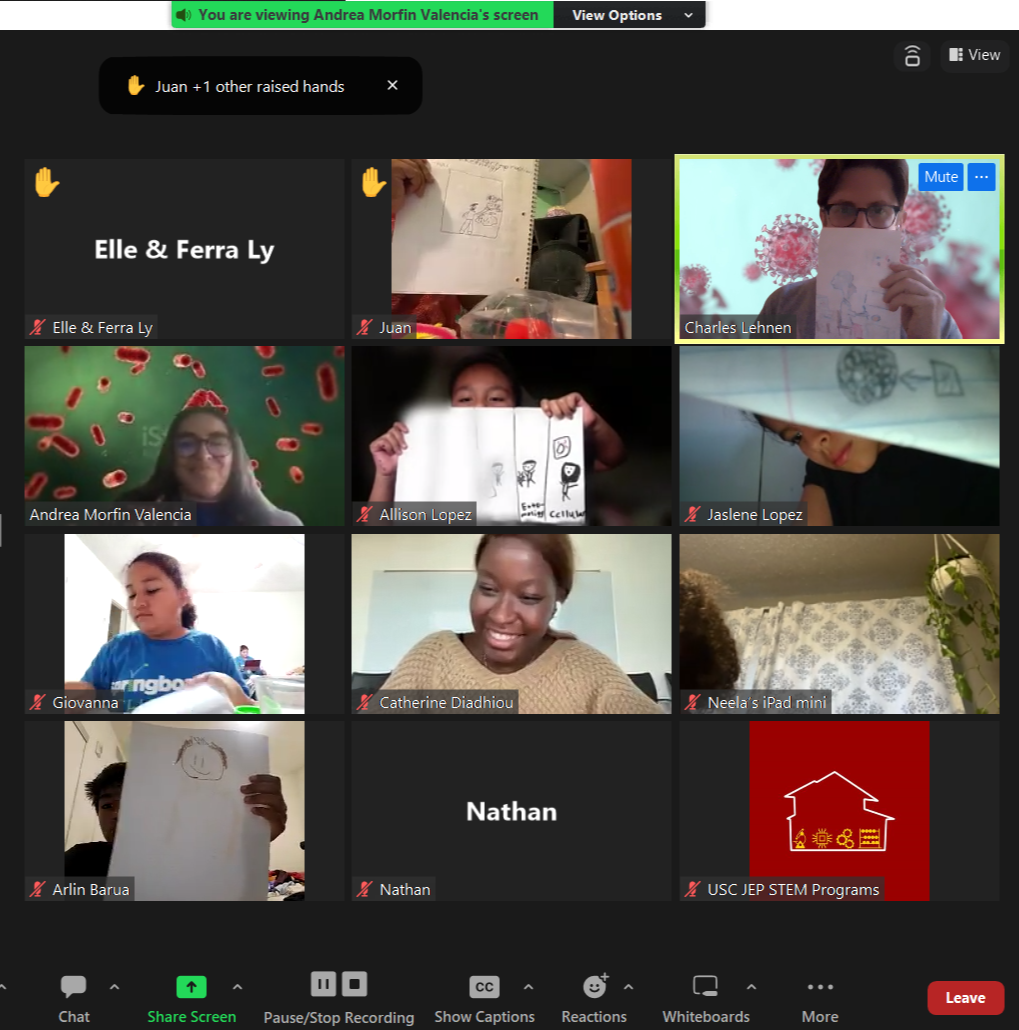 You are viewing Andrea Morfin Valencia's screen
View Options
View
Juan +1 other raised hands
Elle & Ferra Ly
Elle & Ferra Ly
Juan
Mute
Charles Lehnen
Andrea Morfin Valencia
Allison Lopez
Jaslene Lopez
Giovanna
Catherine Diadhiou
Neela's iPad mini
Arlin Barua
Nathan
Nathan
USC JEP STEM Programs
Chat
Share Screen
Pause/Stop Recording
CC
Show Captions
Reactions
Whiteboards
More
Leave